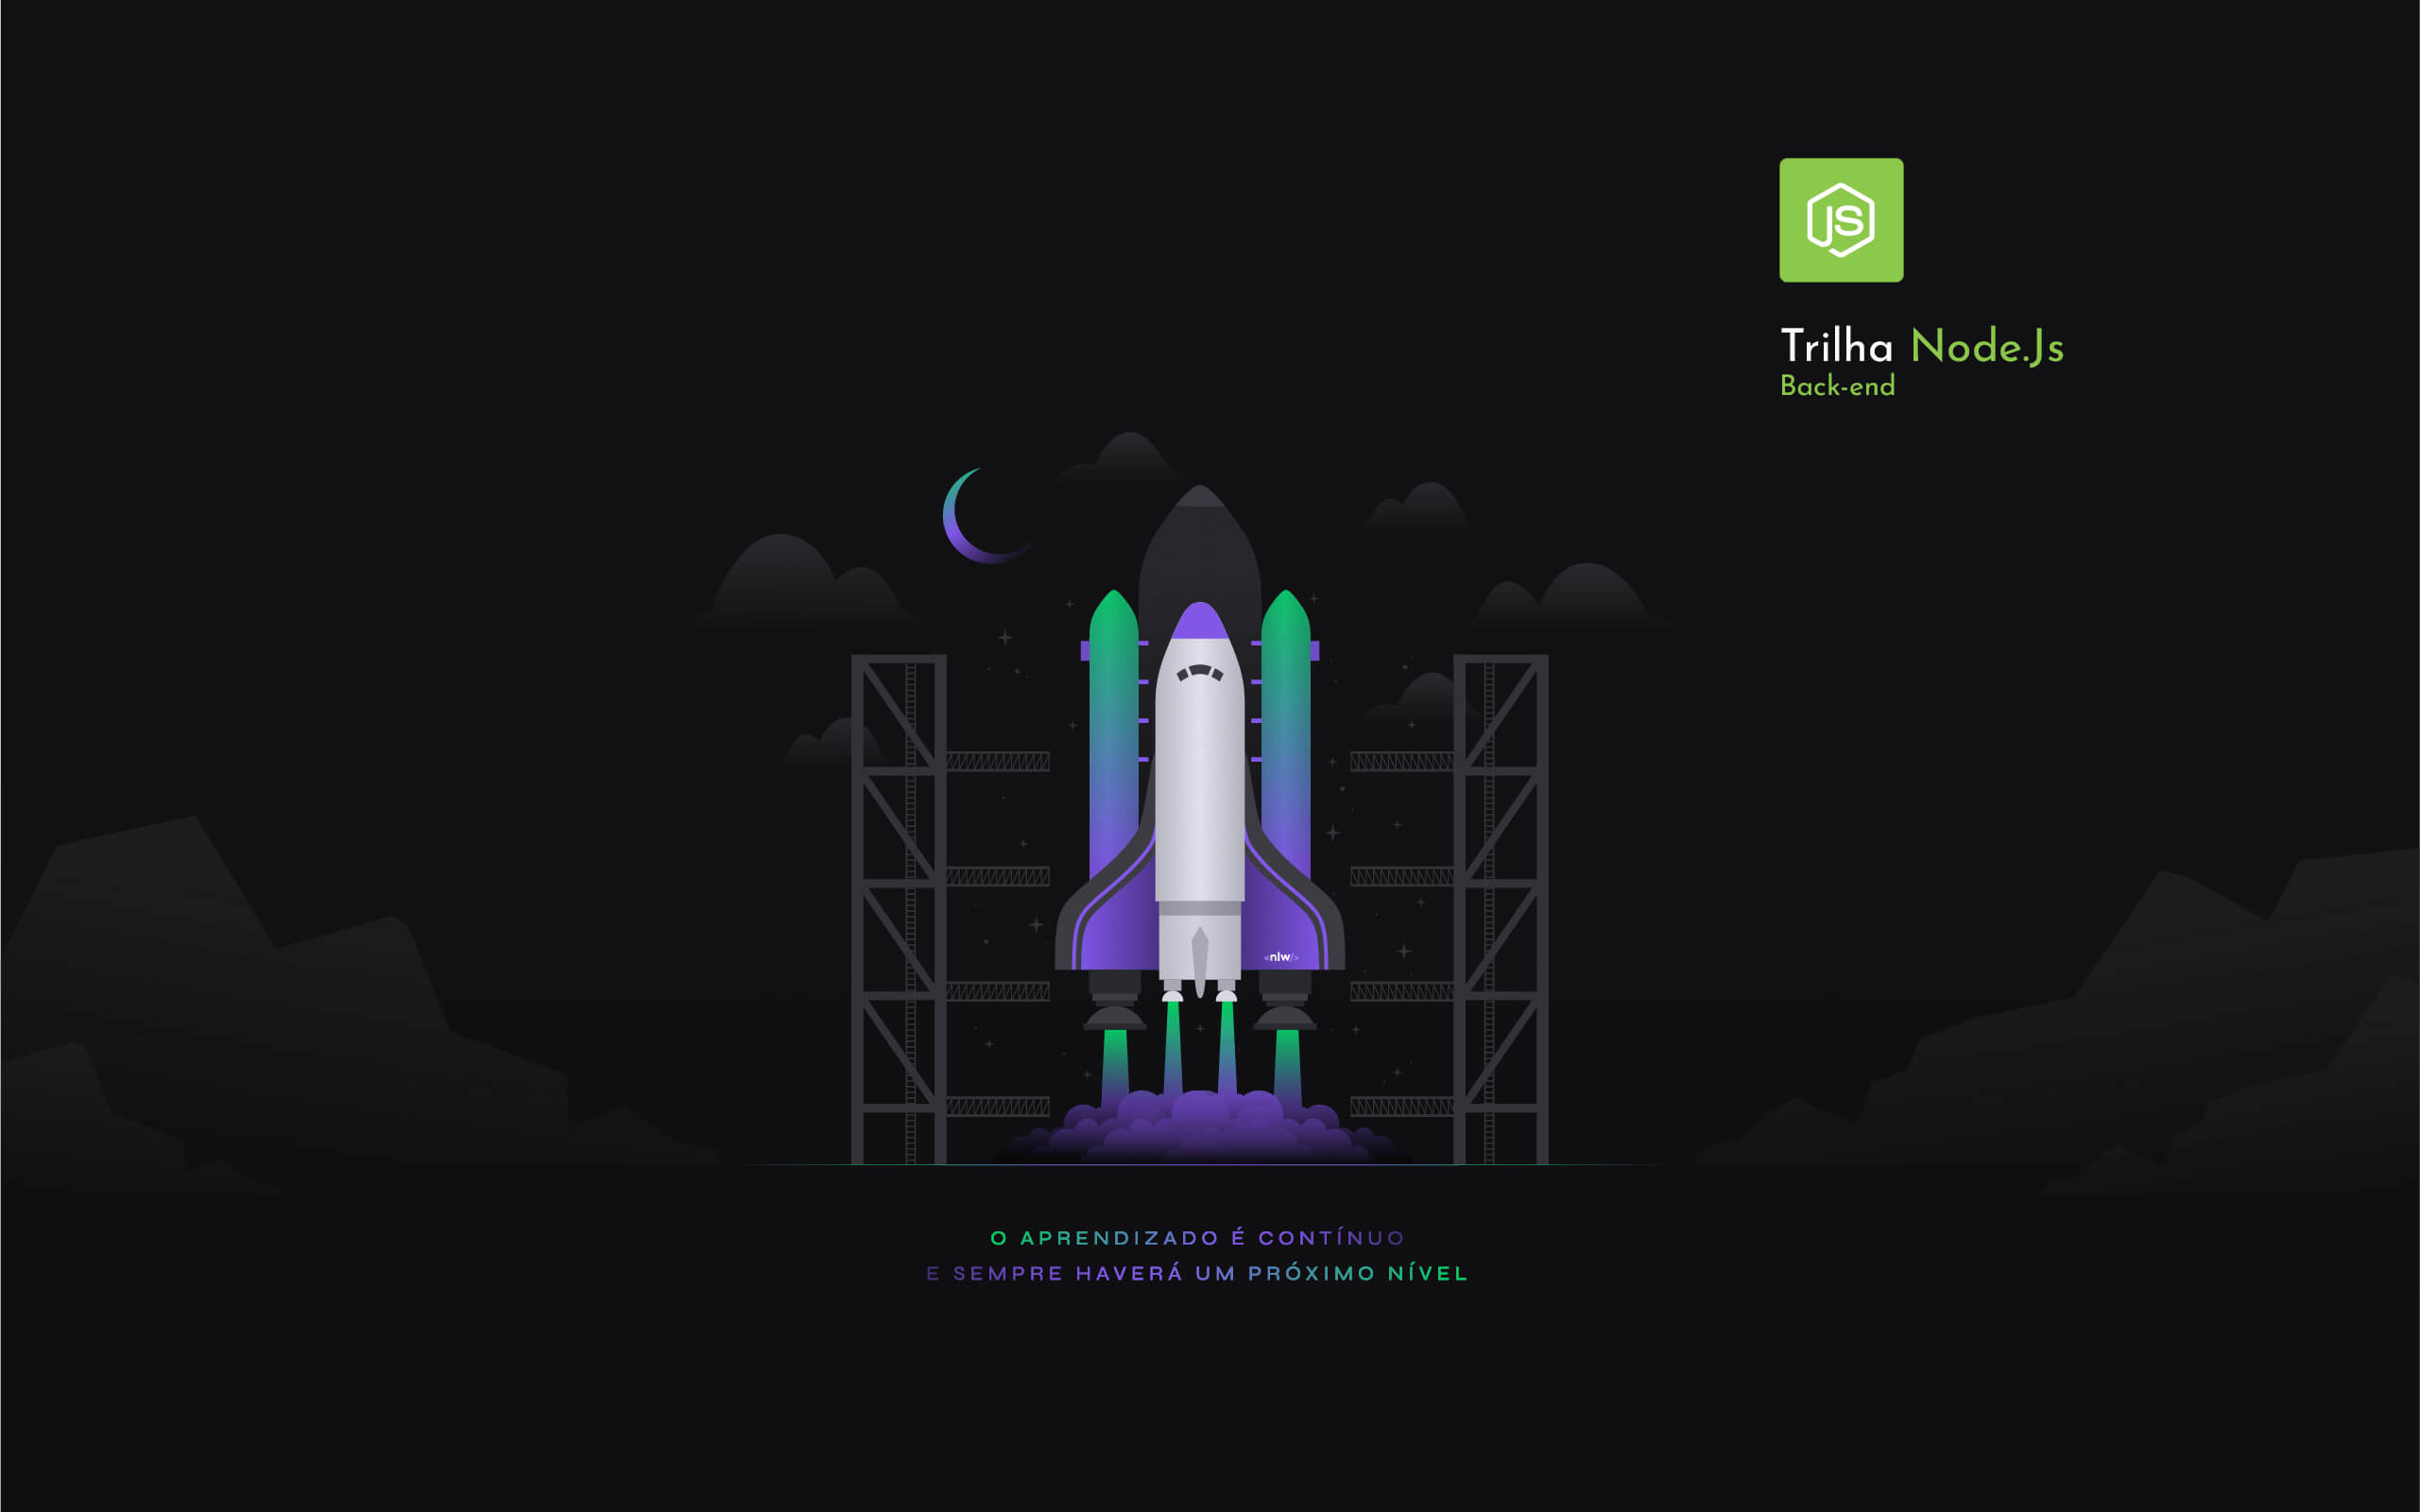 JS
Trilha Node.Js
Back-end
<nlw/>
O APRENDIZADO É CONTÍNUO
E SEMPRE HAVERÁ UM PRÓXIMO NÍVEL